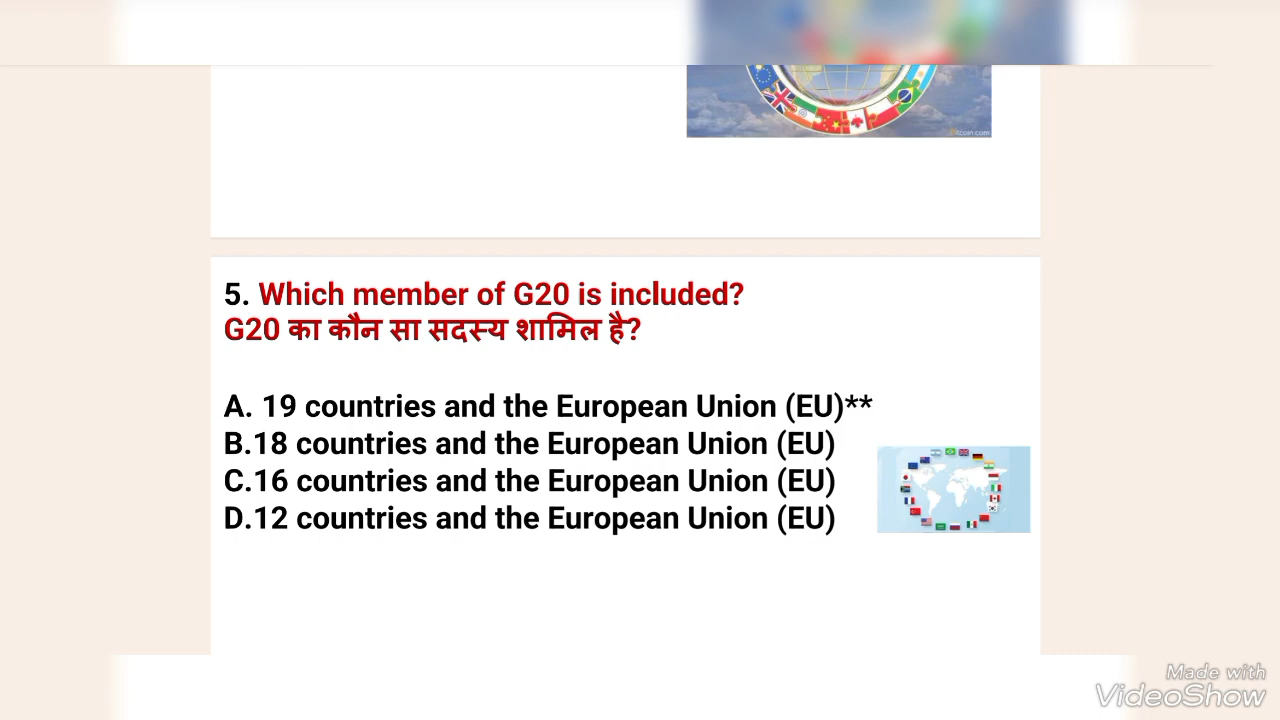 5. Which member of G20 is included?
G20 का कौन सा सदस्य शामिल है?
A. 19 countries and the European Union (EU)**
B.18 countries and the European Union (EU)
C.16 countries and the European Union (EU)
D.12 countries and the European Union (EU)
Made with
VideoShow